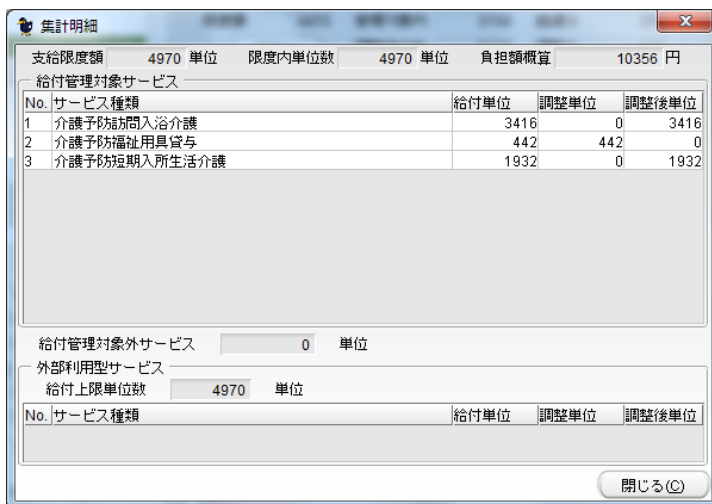 集計明細
支給限度額 4970 単位 限度内単位数 4970 単位 負担額概算 10356 円
給付管理対象サービス
No. サービス種類 給付単位 調整単位 調整後単位
1 介護予防訪問入浴介護 3416 0 3416
2 介護予防福祉用具貸与 442 442 0
3 介護予防短期入所生活介護 1932 0 1932
給付管理対象外サービス 0 単位
外部利用型サービス
給付上限単位数 4970 単位
No. サービス種類 給付単位 調整単位 調整後単位
閉じる(C)